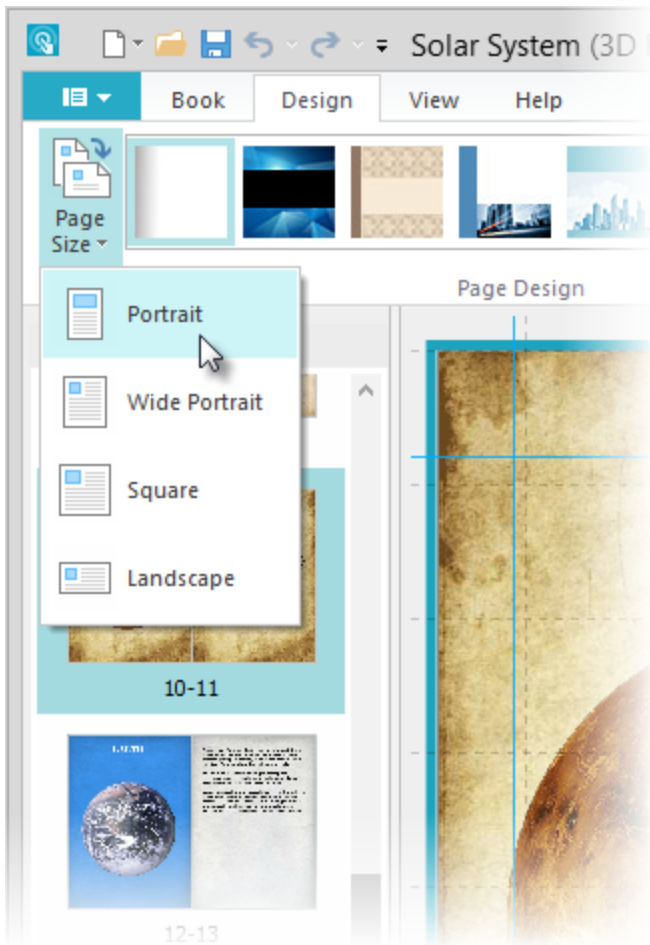 Solar System (3D
Book
Design
View
Help
Page
Size
Page Design
Portrait
Wide Portrait
Square
Landscape
10-11
12-13